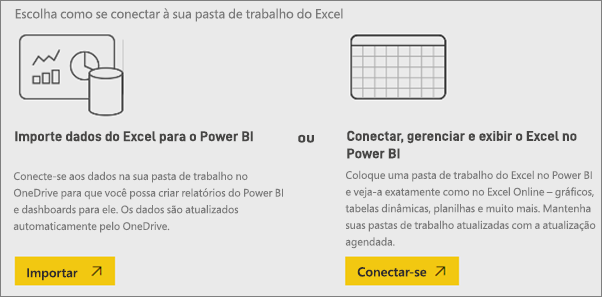 Escolha como se conectar à sua pasta de trabalho do Excel
Importe dados do Excel para o Power BI
Conecte-se aos dados na sua pasta de trabalho no
OneDrive para que você possa criar relatórios do Power BI
e dashboards para ele. Os dados são atualizados
automaticamente pelo OneDrive.
Importar
ou
Conectar, gerenciar e exibir o Excel no
Power BI
Coloque uma pasta de trabalho do Excel no Power BI
e veja-a exatamente como no Excel Online – gráficos,
tabelas dinâmicas, planilhas e muito mais. Mantenha
suas pastas de trabalho atualizadas com a atualização
agendada.
Conectar-se